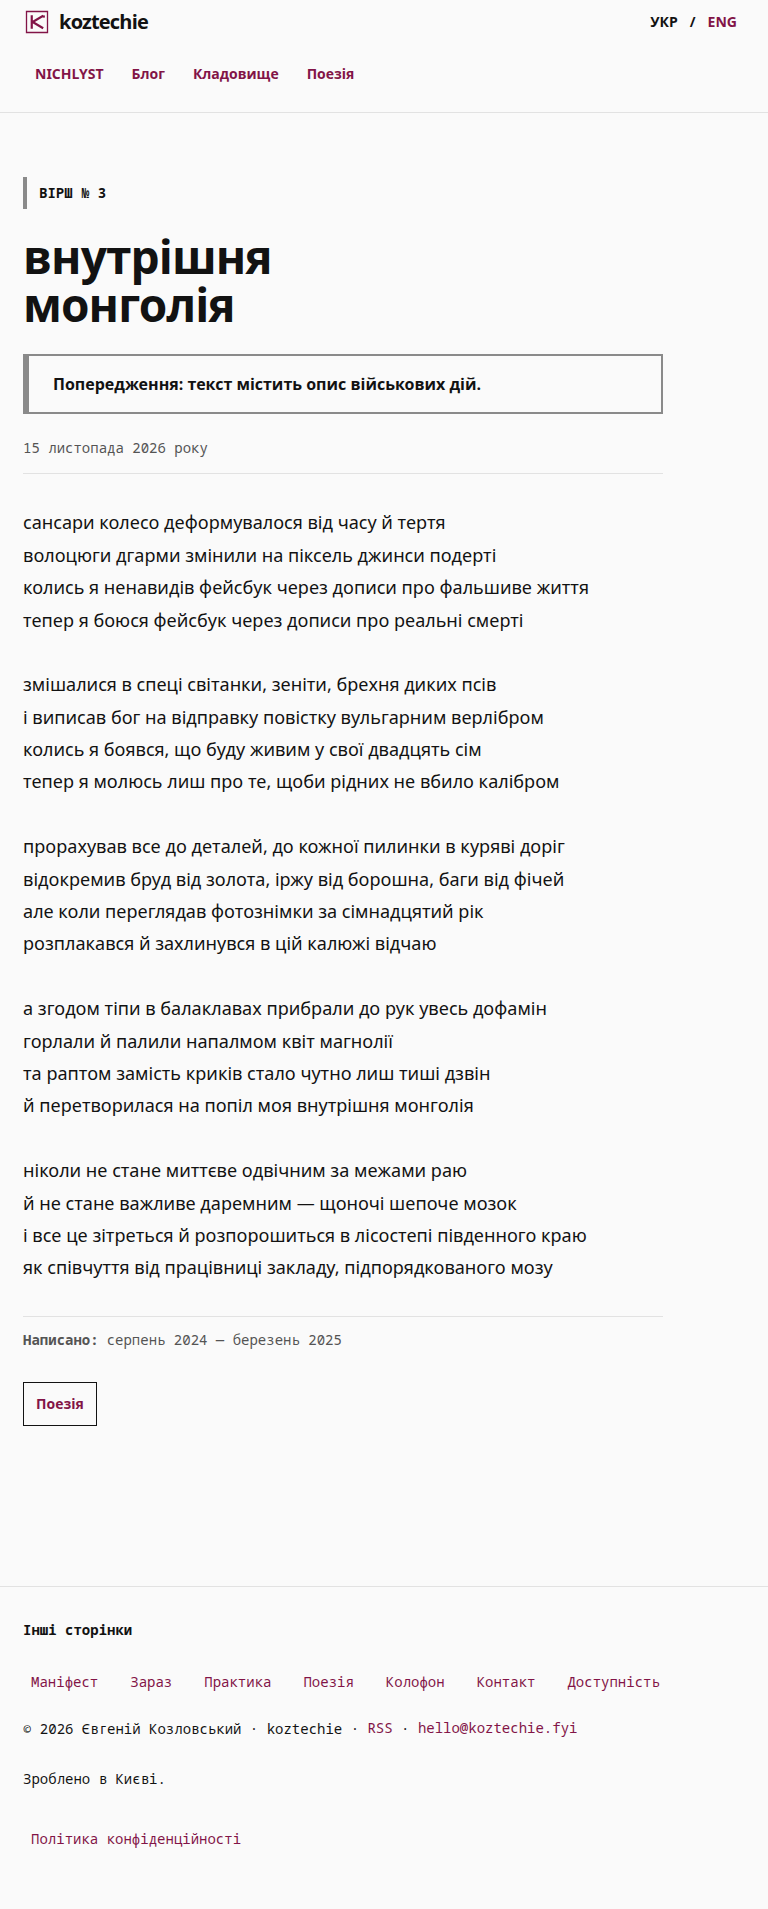 koztechie
УКР / ENG
NICHLYST Блог Кладовище Поезія
ВІРШ № 3
внутрішня
монголія
Попередження: текст містить опис військових дій.
15 листопада 2026 року
сансари колесо деформувалося від часу й тертя
волоцюги дгарми змінили на піксель джинси подерті
колись я ненавидів фейсбук через дописи про фальшиве життя
тепер я боюся фейсбук через дописи про реальні смерті
змішалися в спеці світанки, зеніти, брехня диких псів
і виписав бог на відправку повістку вульгарним верлібром
колись я боявся, що буду живим у свої двадцять сім
тепер я молюсь лиш про те, щоби рідних не вбило калібром
прорахував все до деталей, до кожної пилинки в куряві доріг
відокремив бруд від золота, іржу від борошна, баги від фічей
але коли переглядав фотознімки за сімнадцятий рік
розплакався й захлинувся в цій калюжі відчаю
а згодом тіпи в балаклавах прибрали до рук увесь дофамін
горлали й палили напалмом квіт магнолії
та раптом замість криків стало чутно лиш тиші дзвін
й перетворилася на попіл моя внутрішня монголія
ніколи не стане миттєве одвічним за межами раю
й не стане важливе даремним — щоночі шепоче мозок
і все це зітреться й розпорошиться в лісостепі південного краю
як співчуття від працівниці закладу, підпорядкованого мозу
Написано: серпень 2024 — березень 2025
Поезія
Інші сторінки
Маніфест Зараз Практика Поезія Колофон Контакт Доступність
© 2026 Євгеній Козловський · koztechie · RSS · hello@koztechie.fyi
Зроблено в Києві.
Політика конфіденційності